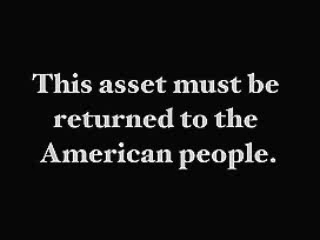 This asset must be
returned to the
American people.